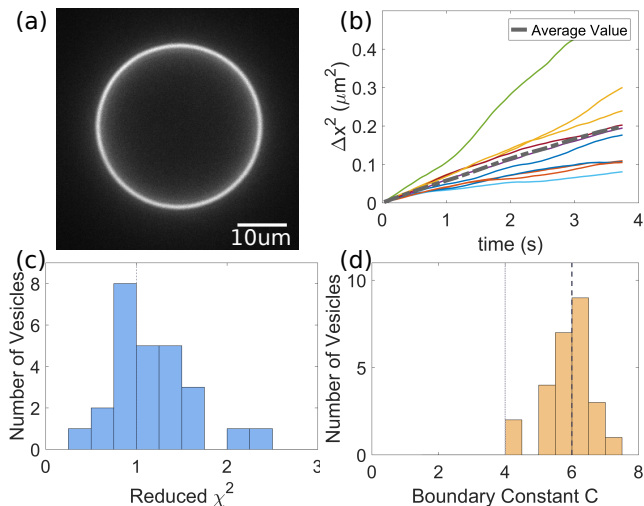 (a)
10um
(b)
Average Value
0.4
0.3
0.2
0.1
0
Δx² (μm²)
0 1 2 3 4
time (s)
(c)
Number of Vesicles
8
6
4
2
0
0 1 2 3
Reduced χ²
(d)
Number of Vesicles
10
5
0
0 2 4 6 8
Boundary Constant C